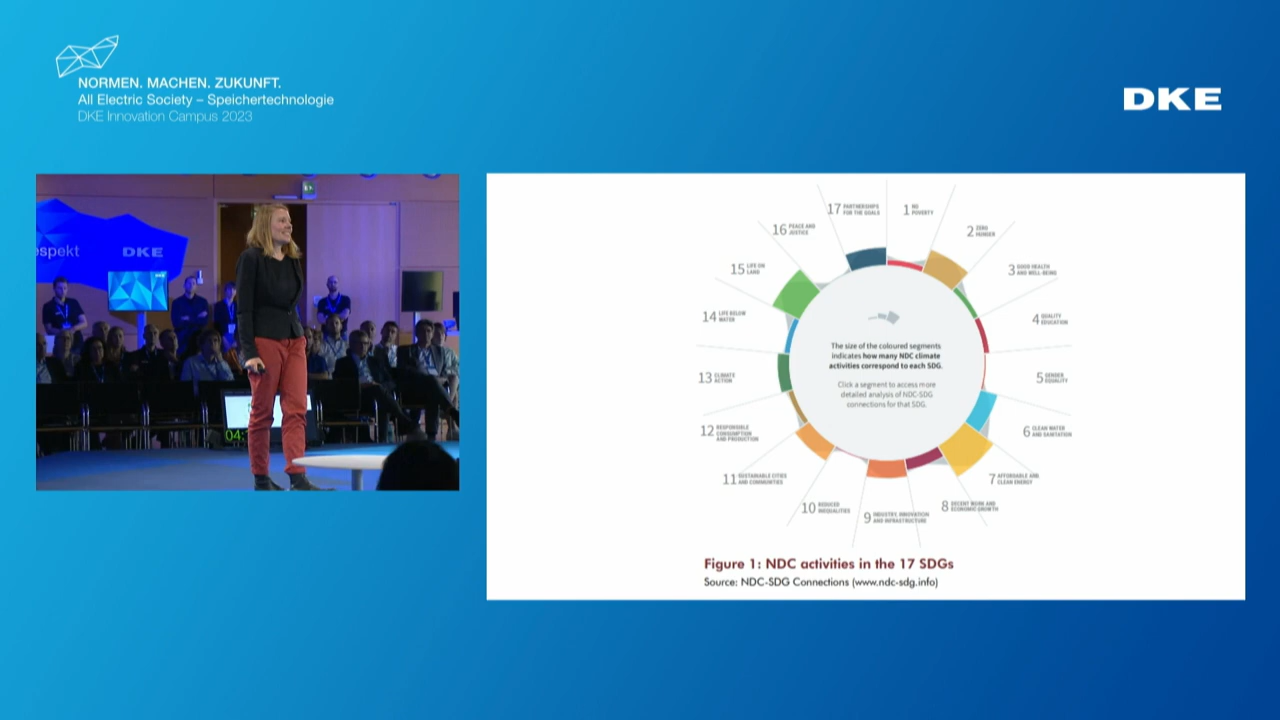 NORMEN. MACHEN. ZUKUNFT.
All Electric Society – Speichertechnologie
DKE Innovation Campus 2023
DKE
ospekt
DKE
04:
17 PARTNERSHIPS
FOR THE GOALS
1 NO
POVERTY
2 ZERO
HUNGER
3 GOOD HEALTH
AND WELL-BEING
4 QUALITY
EDUCATION
5 GENDER
EQUALITY
6 CLEAN WATER
AND SANITATION
7 AFFORDABLE AND
CLEAN ENERGY
8 DECENT WORK AND
ECONOMIC GROWTH
9 INDUSTRY, INNOVATION
AND INFRASTRUCTURE
10 REDUCED
INEQUALITIES
11 SUSTAINABLE CITIES
AND COMMUNITIES
12 RESPONSIBLE
CONSUMPTION
AND PRODUCTION
13 CLIMATE
ACTION
14 LIFE BELOW
WATER
15 LIFE ON
LAND
16 PEACE AND
JUSTICE
The size of the coloured segments
indicates how many NDC climate
activities correspond to each SDG.
Click a segment to access more
detailed analysis of NDC-SDG
connections for that SDG.
Figure 1: NDC activities in the 17 SDGs
Source: NDC-SDG Connections (www.ndc-sdg.info)